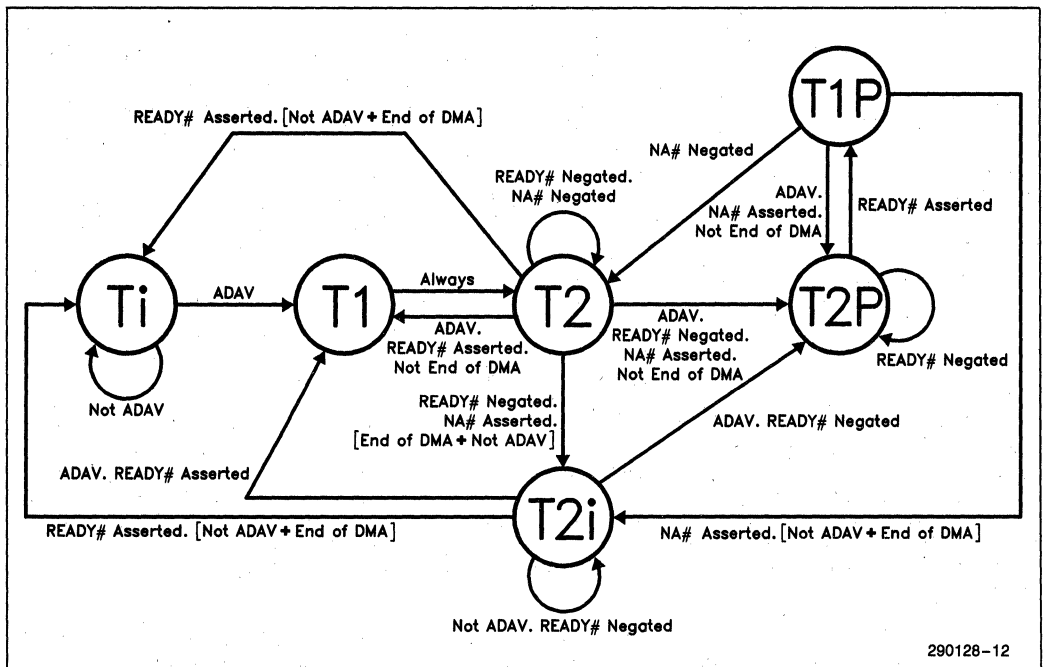 T1P
READY# Asserted. [Not ADAV + End of DMA]
NA# Negated
READY# Negated.
NA# Negated
ADAV.
NA# Asserted.
Not End of DMA
READY# Asserted
Ti
ADAV
T1
Always
T2
ADAV.
READY# Asserted.
Not End of DMA
ADAV.
READY# Negated.
NA# Asserted.
Not End of DMA
T2P
READY# Negated
Not ADAV
READY# Negated.
NA# Asserted.
[End of DMA + Not ADAV]
ADAV. READY# Negated
ADAV. READY# Asserted
T2i
READY# Asserted. [Not ADAV + End of DMA]
NA# Asserted. [Not ADAV + End of DMA]
Not ADAV. READY# Negated
290128-12